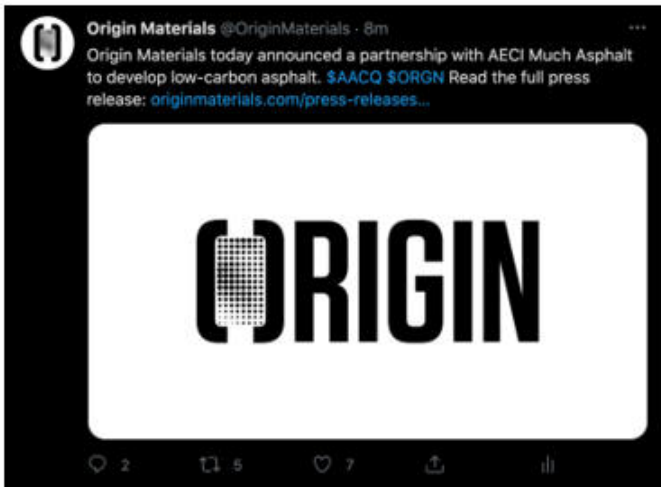 Origin Materials @OriginMaterials · 8m
Origin Materials today announced a partnership with AECI Much Asphalt
to develop low-carbon asphalt. $AACQ $ORGN Read the full press
release: originmaterials.com/press-releases...
ORIGIN
2 5 7